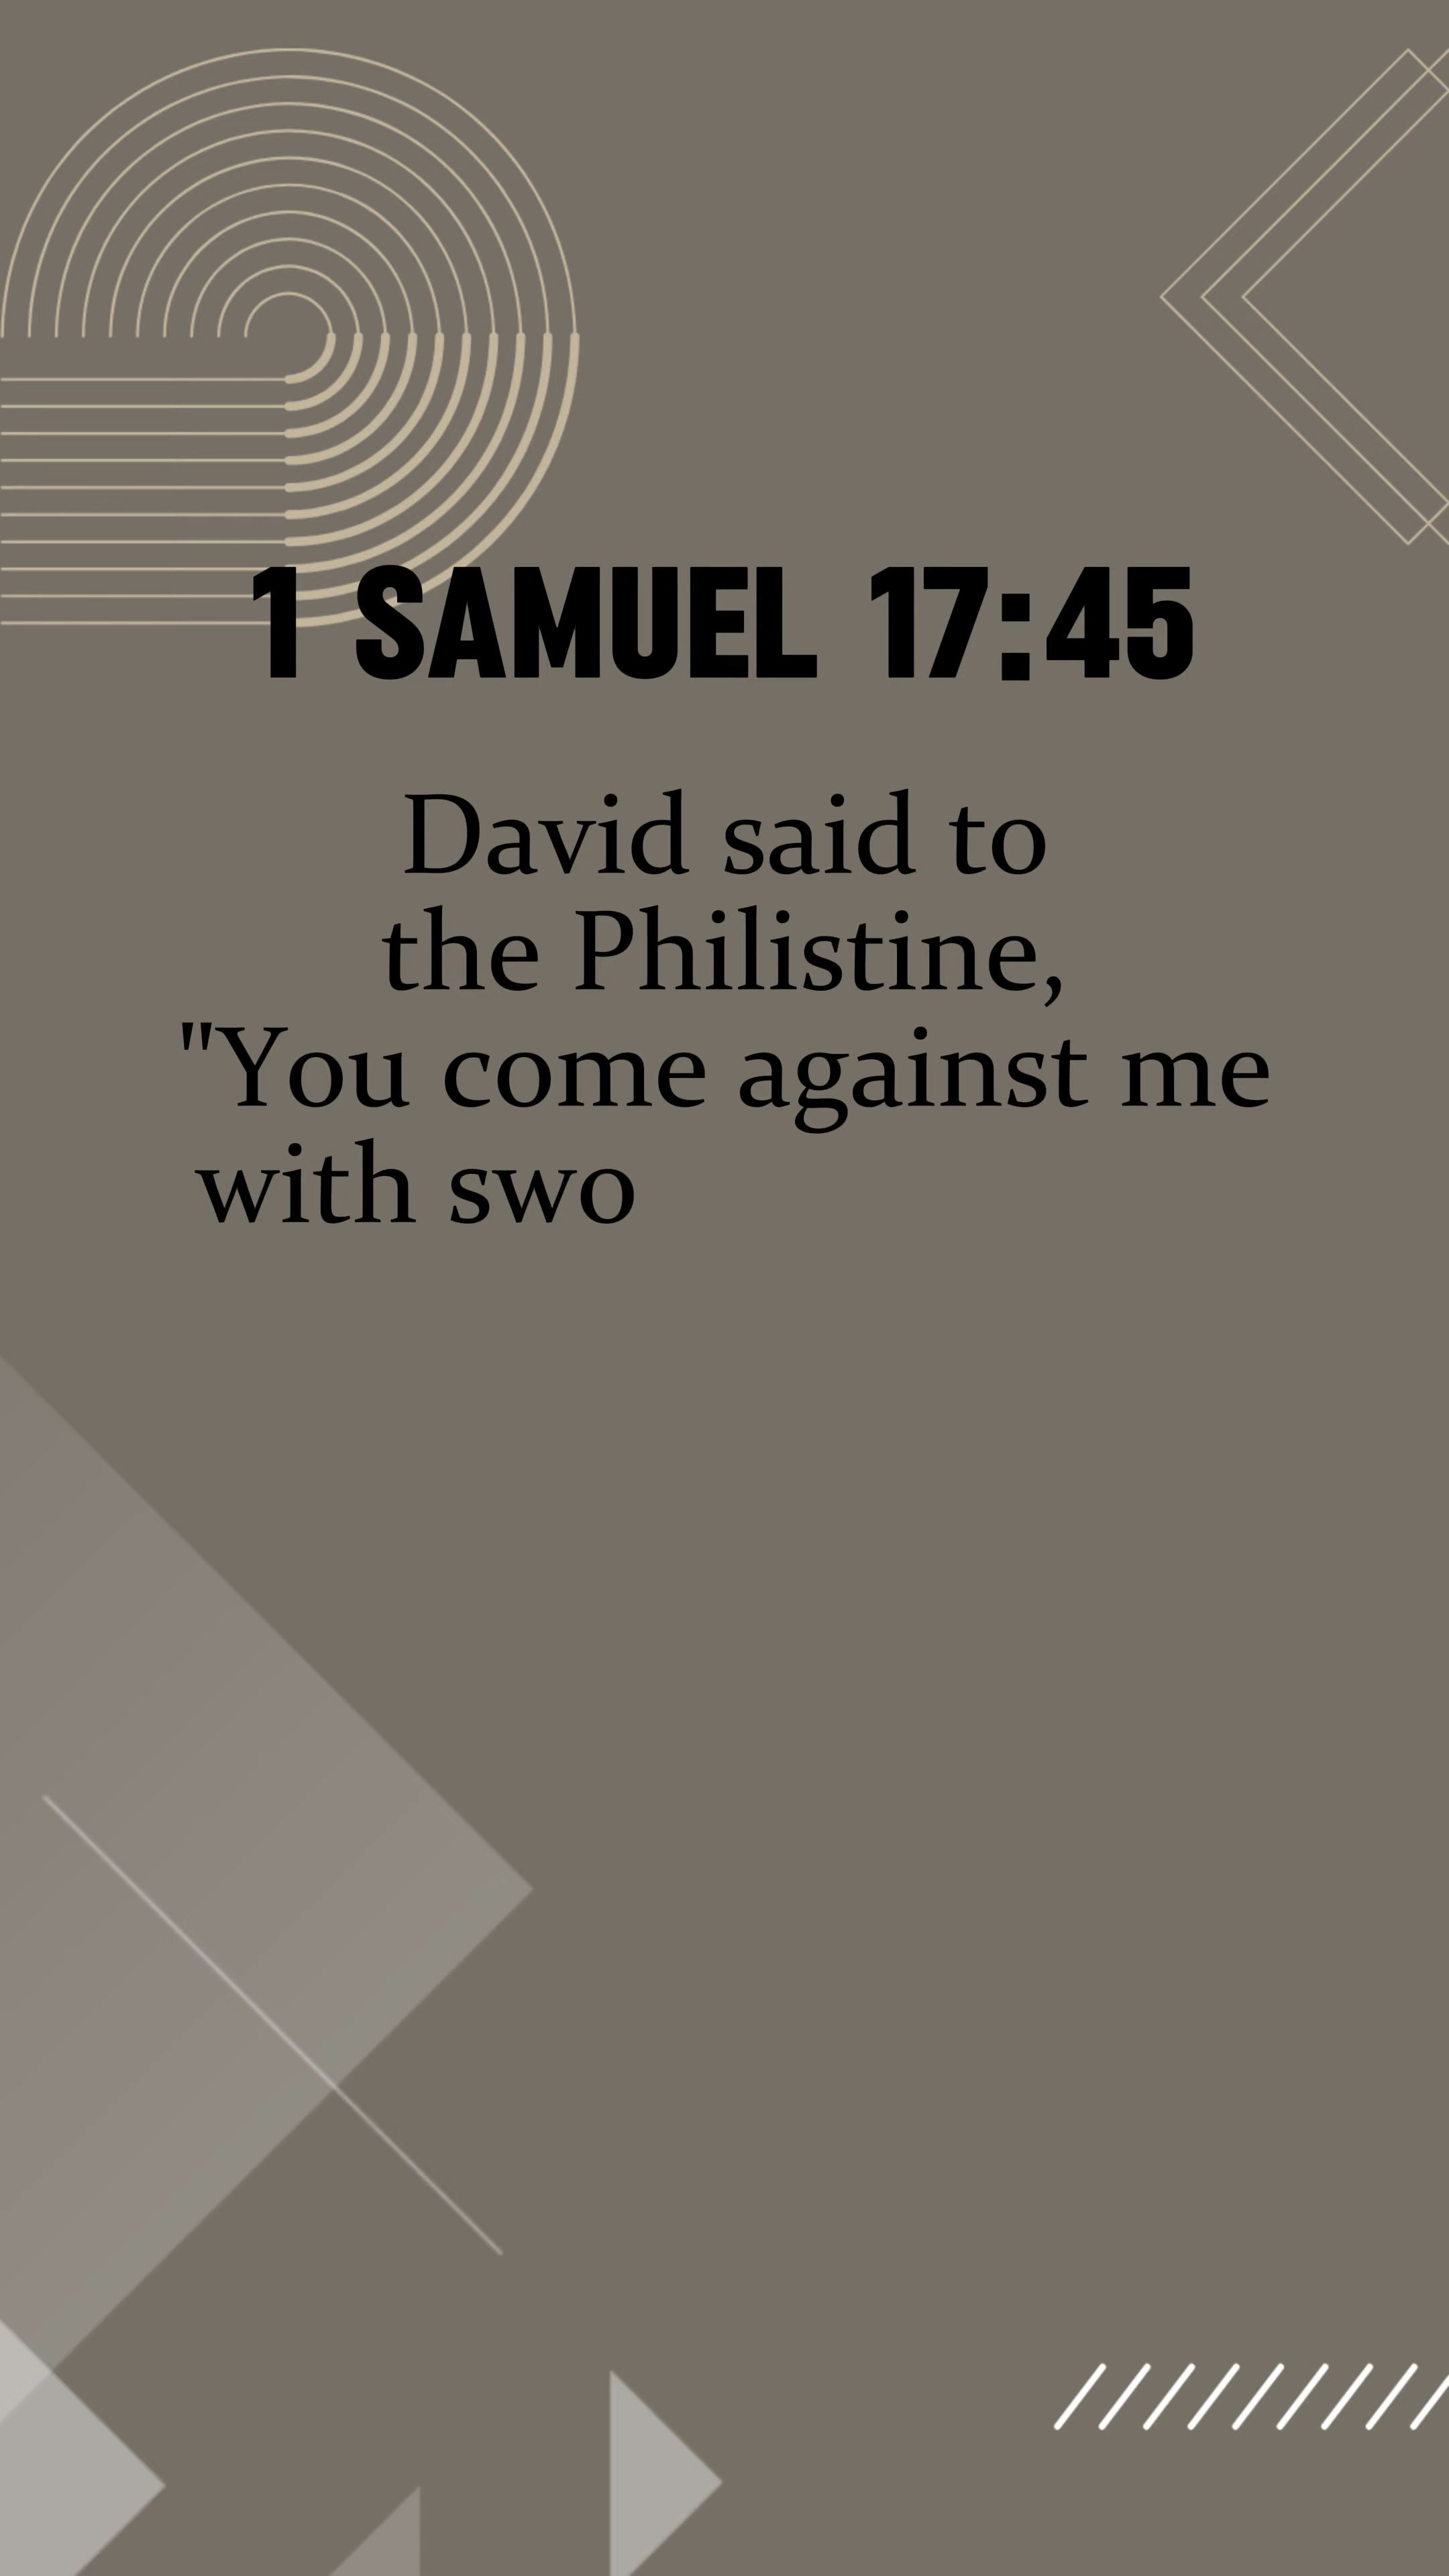 1 SAMUEL 17:45
David said to
the Philistine,
"You come against me
with swo